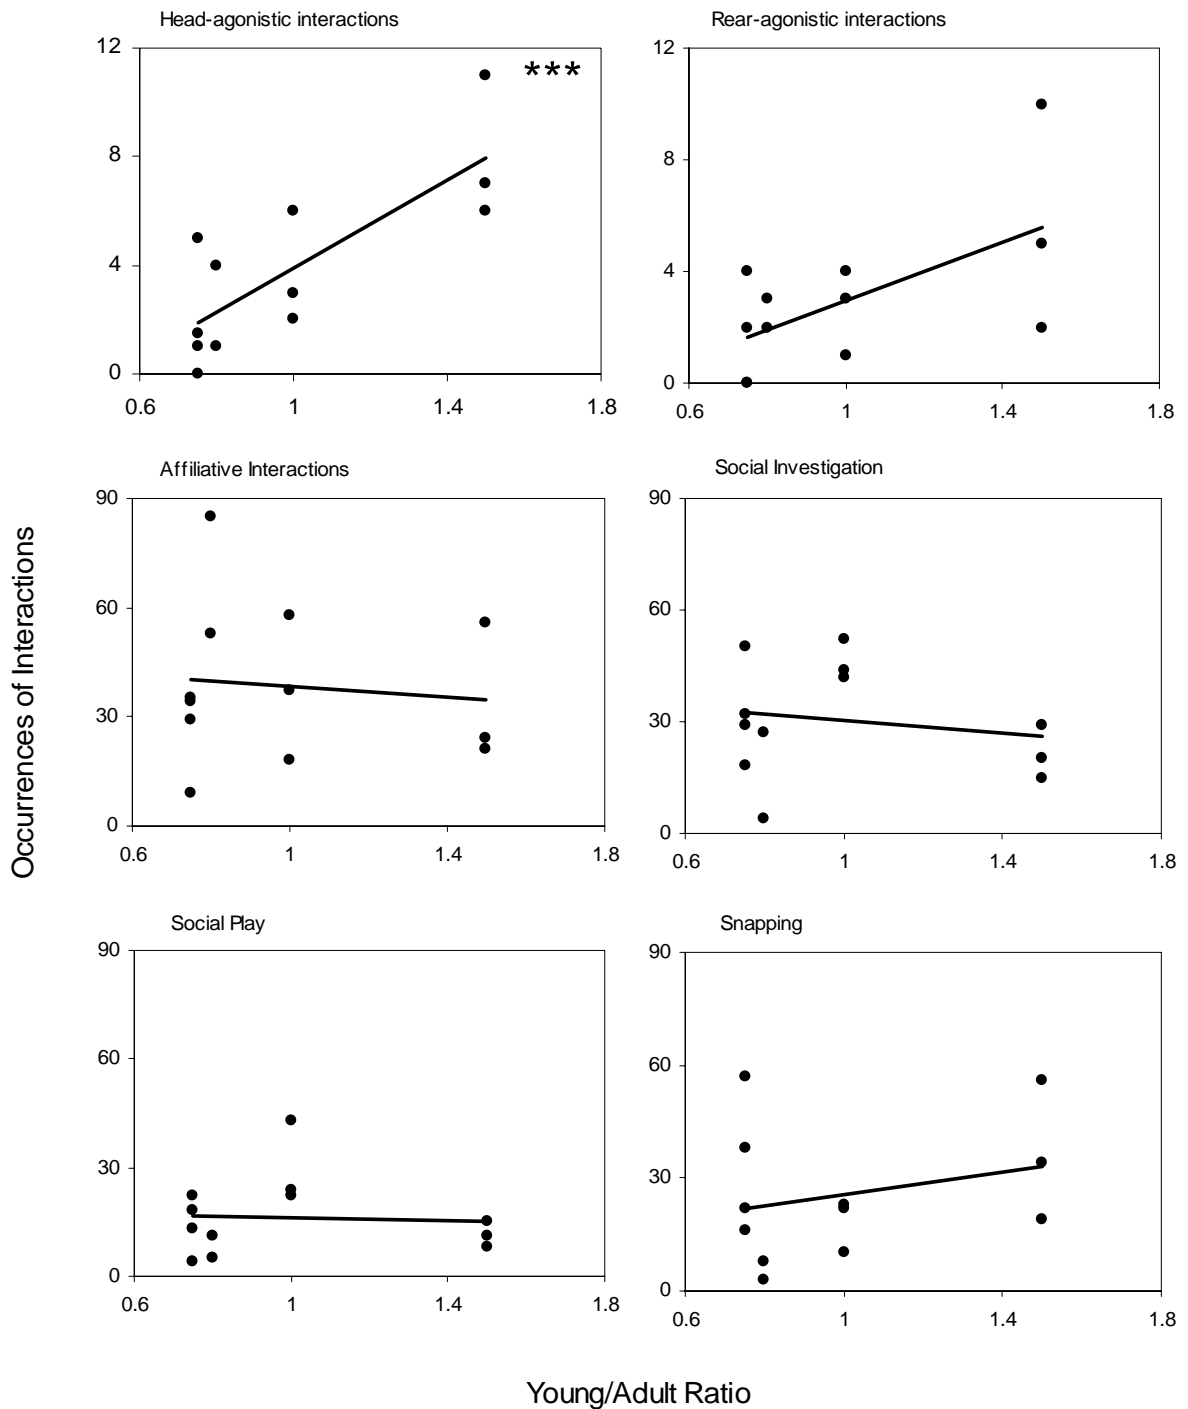 Head-agonistic interactions
12
8
4
0
0.6 1 1.4 1.8
***
Rear-agonistic interactions
12
8
4
0
0.6 1 1.4 1.8
Affiliative Interactions
90
60
30
0
0.6 1 1.4 1.8
Social Investigation
90
60
30
0
0.6 1 1.4 1.8
Occurrences of Interactions
Social Play
90
60
30
0
0.6 1 1.4 1.8
Snapping
90
60
30
0
0.6 1 1.4 1.8
Young/Adult Ratio